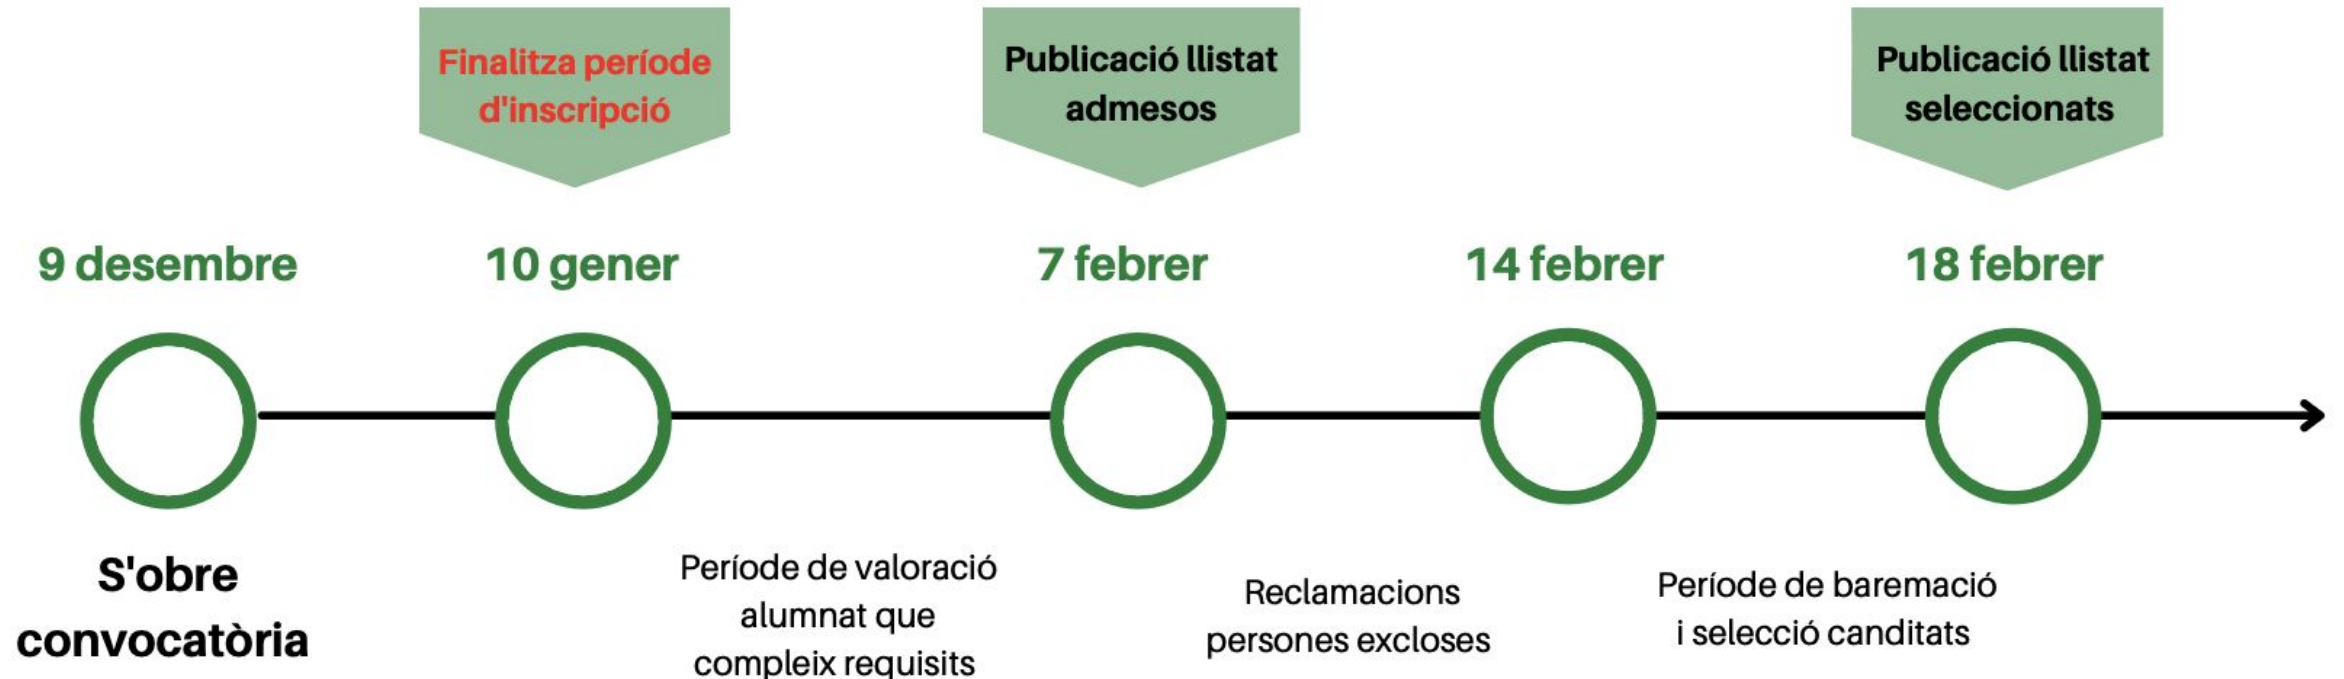 Finalitza període
d'inscripció
Publicació llistat
admesos
Publicació llistat
seleccionats
9 desembre
10 gener
7 febrer
14 febrer
18 febrer
S'obre
convocatòria
Període de valoració
alumnat que
compleix requisits
Reclamacions
persones excloses
Període de baremació
i selecció canditats